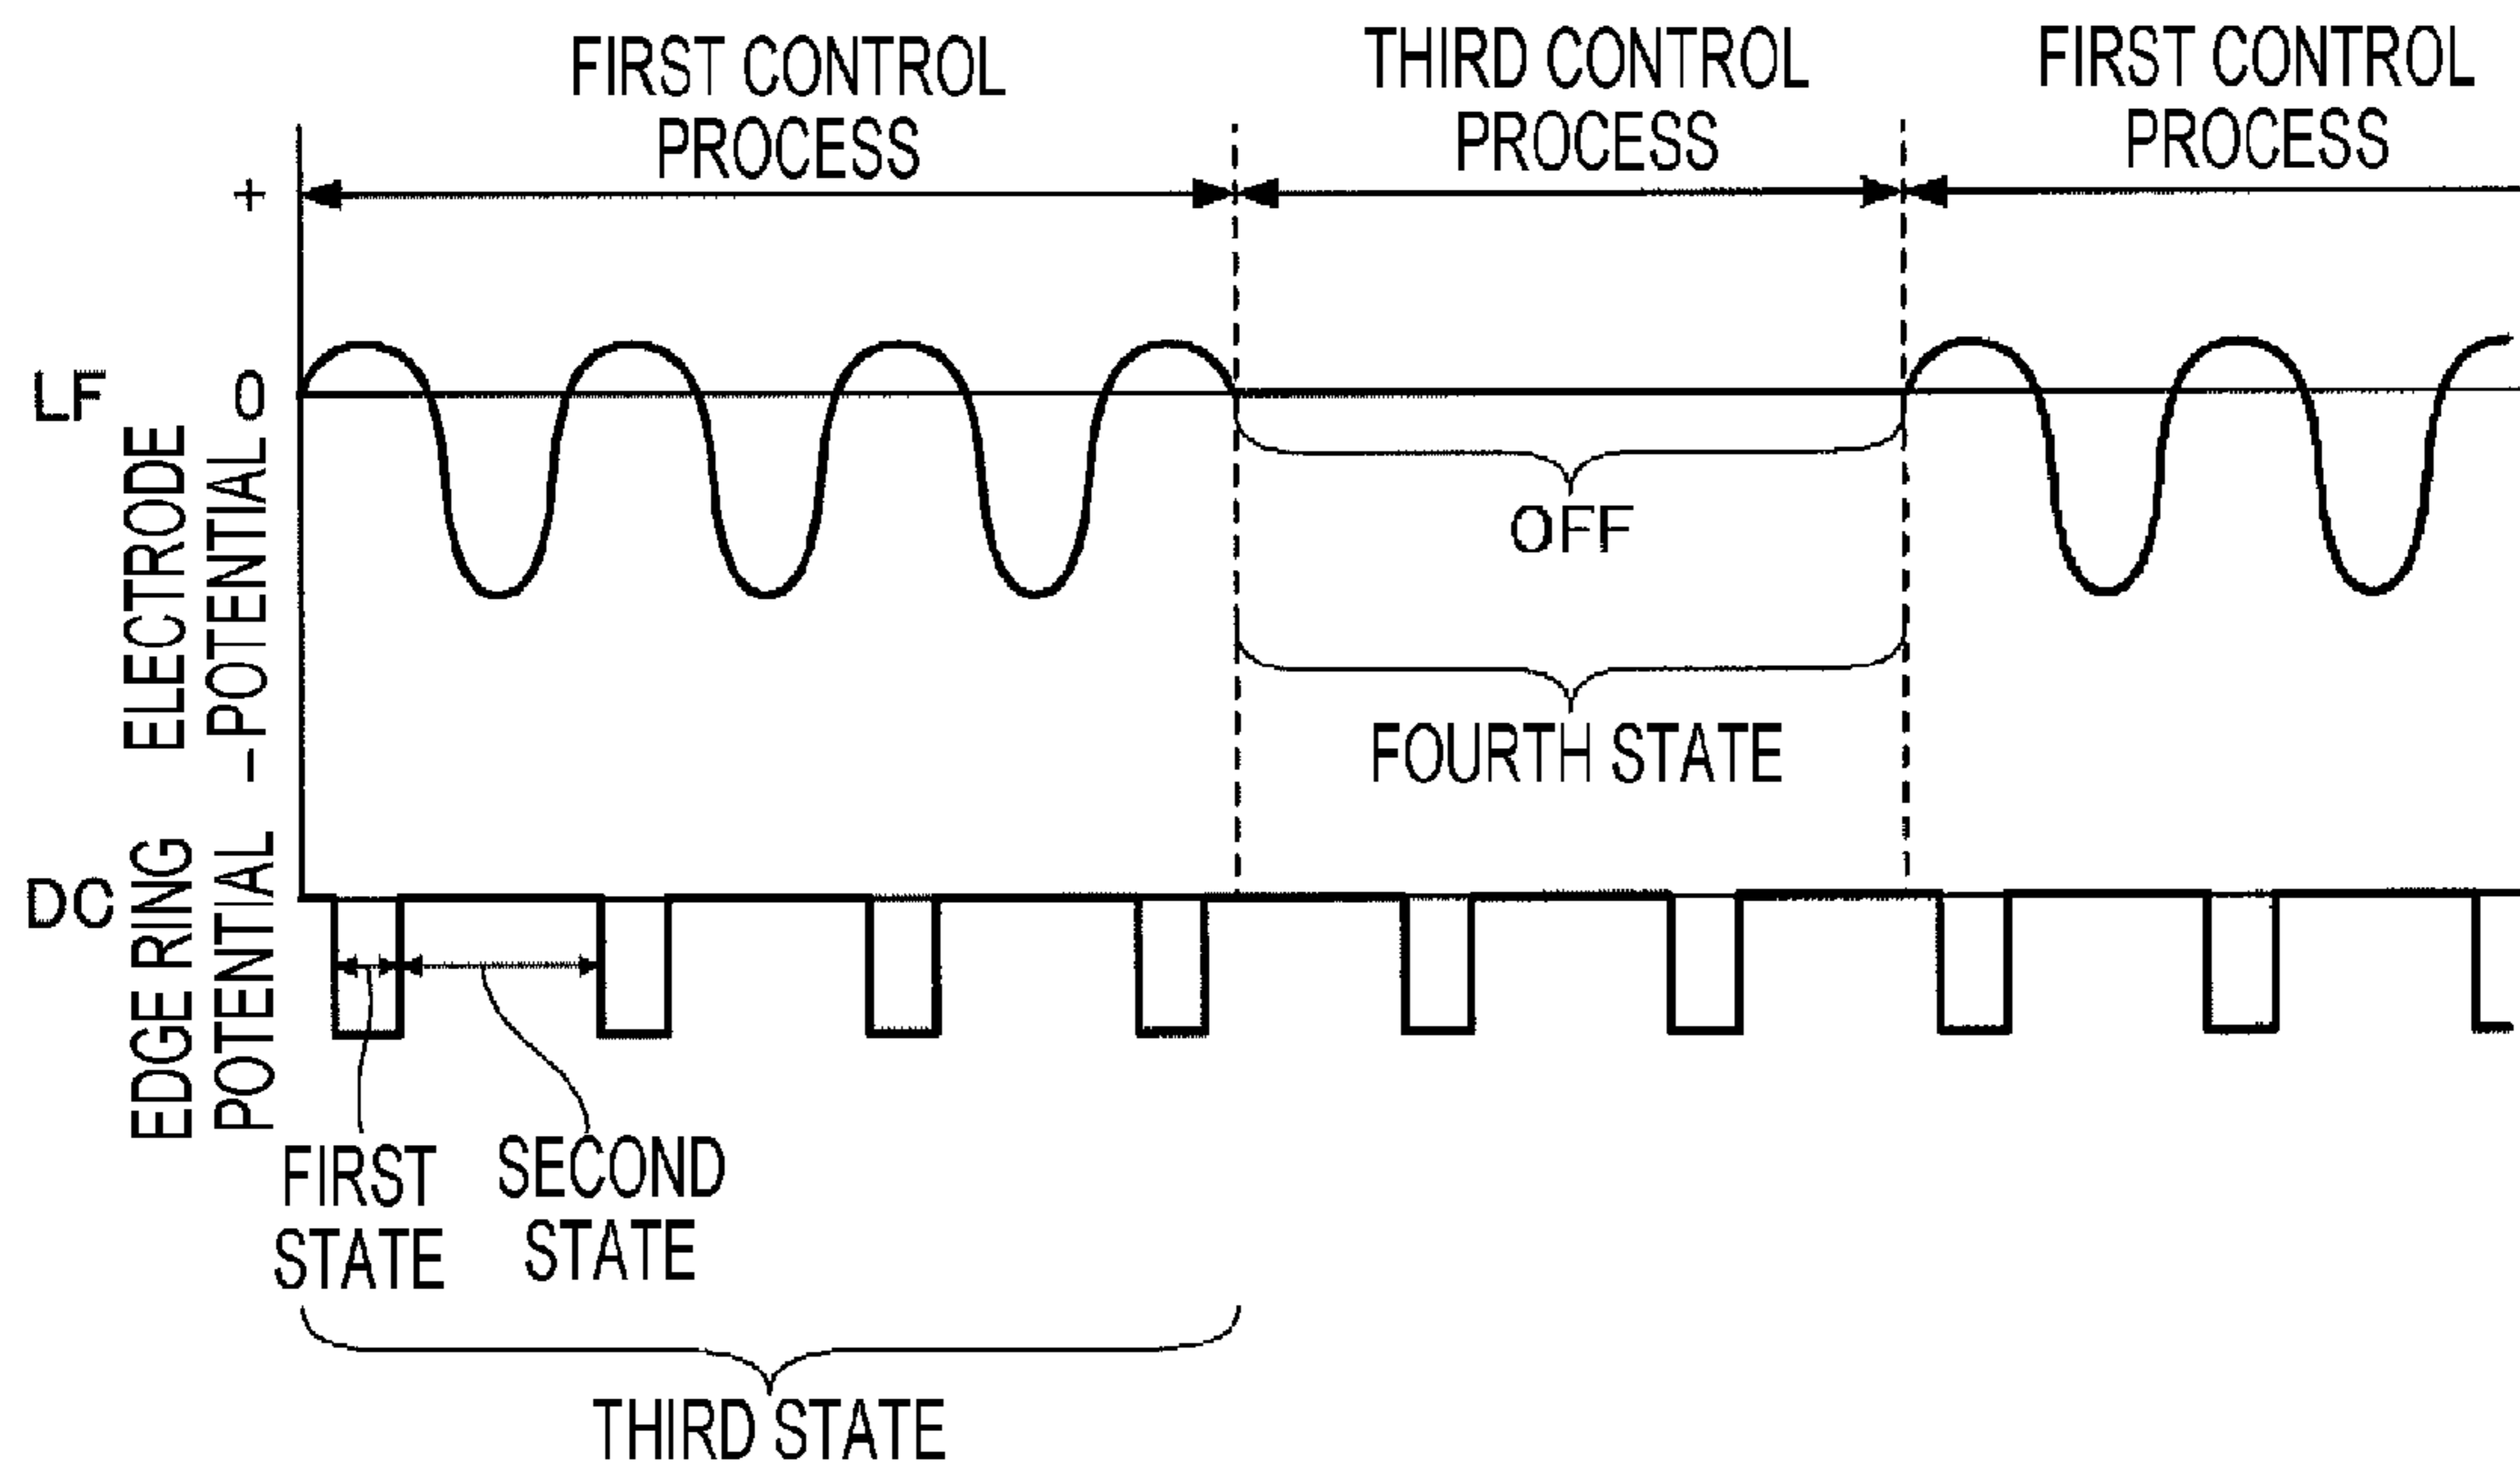 FIRST CONTROL
PROCESS
THIRD CONTROL
PROCESS
FIRST CONTROL
PROCESS
+
LF
0
ELECTRODE
POTENTIAL
−
OFF
FOURTH STATE
DC
EDGE RING
POTENTIAL
FIRST
STATE
SECOND
STATE
THIRD STATE